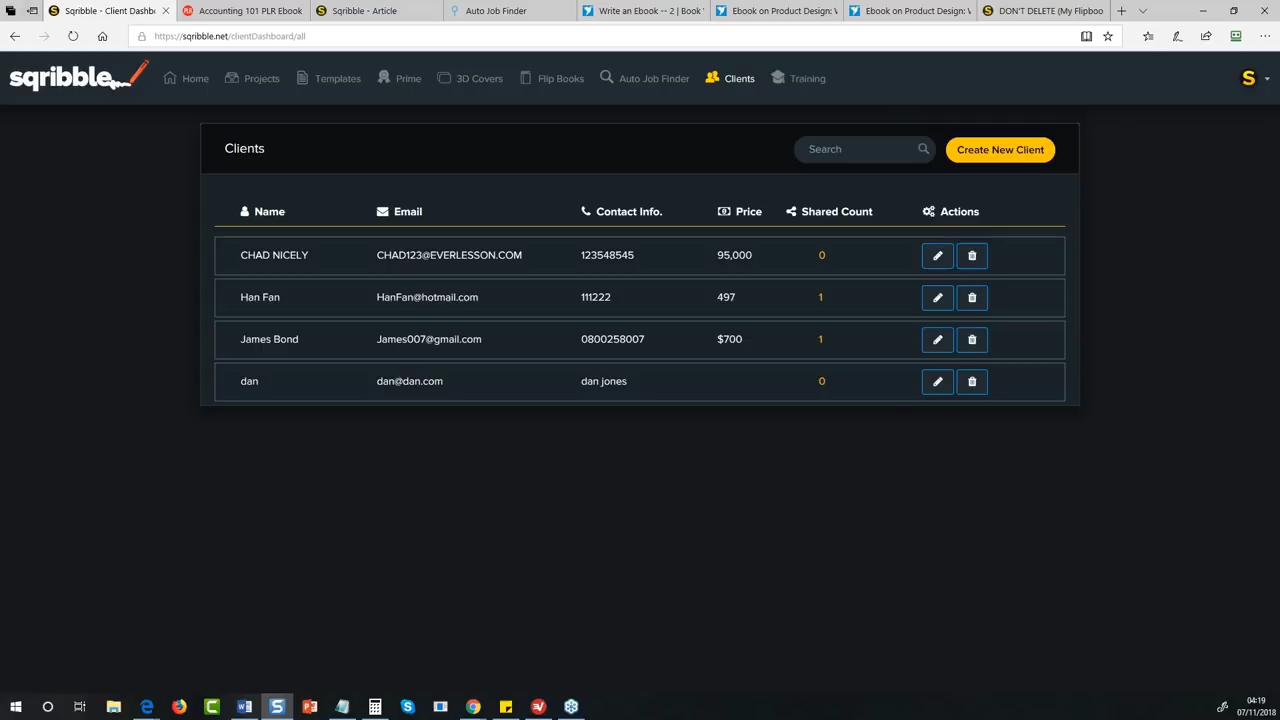 Sqribble - Client Dashbo
Accounting 101 PLR Ebook
Sqribble - Article
Auto Job Finder
Write an Ebook -- 2 | Book
Ebook on Product Design: V
Ebook on Product Design: V
DON'T DELETE (My Flipboo
https://sqribble.net/clientDashboard/all
sqribble
Home
Projects
Templates
Prime
3D Covers
Flip Books
Auto Job Finder
Clients
Training
S
Clients
Search
Create New Client
Name Email Contact Info. Price Shared Count Actions
CHAD NICELY CHAD123@EVERLESSON.COM 123548545 95,000 0
Han Fan HanFan@hotmail.com 111222 497 1
James Bond James007@gmail.com 0800258007 $700 1
dan dan@dan.com dan jones 0
04:19
07/11/2018